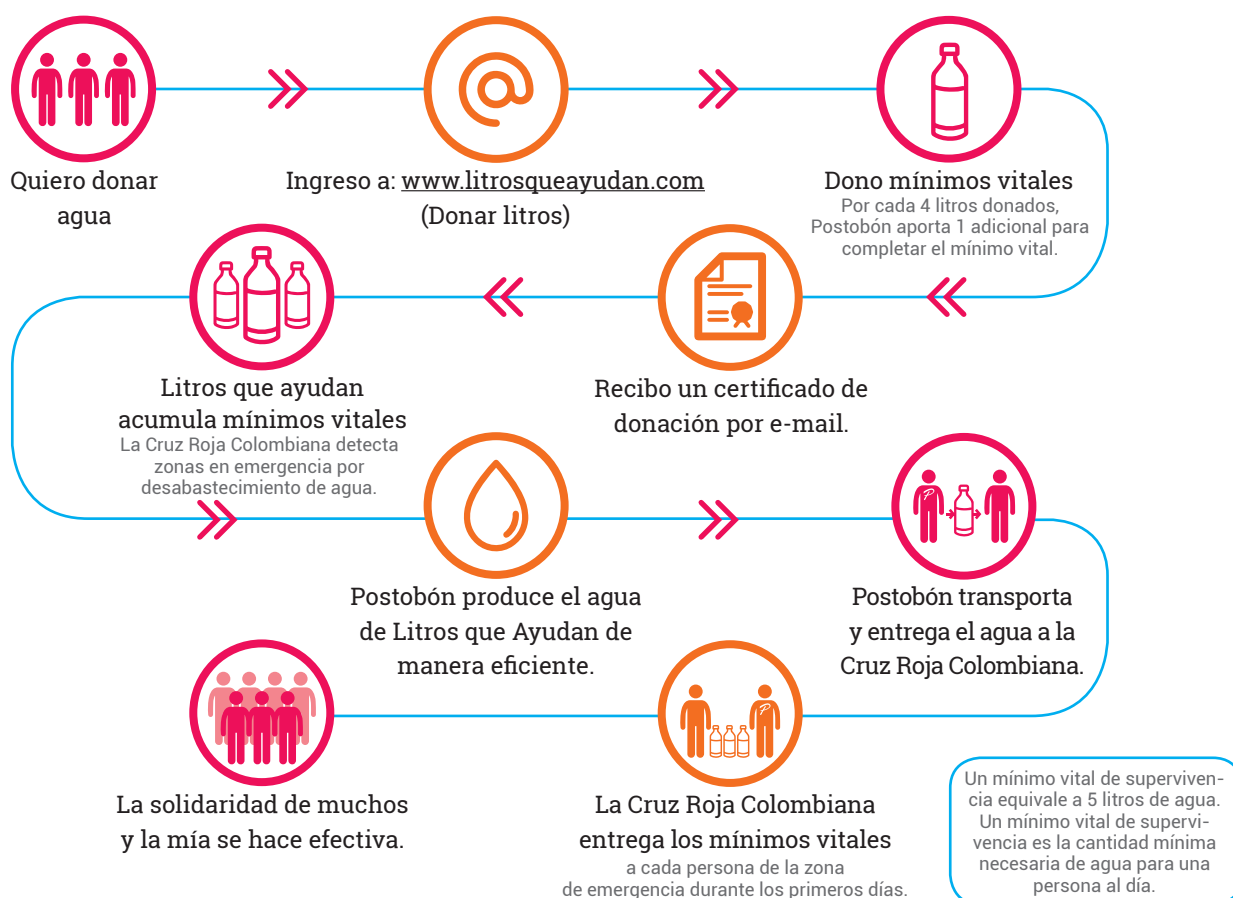 Quiero donar
agua
Ingreso a: www.litrosqueayudan.com
(Donar litros)
Dono mínimos vitales
Por cada 4 litros donados,
Postobón aporta 1 adicional para
completar el mínimo vital.
Recibo un certificado de
donación por e-mail.
Litros que ayudan
acumula mínimos vitales
La Cruz Roja Colombiana detecta
zonas en emergencia por
desabastecimiento de agua.
Postobón produce el agua
de Litros que Ayudan de
manera eficiente.
Postobón transporta
y entrega el agua a la
Cruz Roja Colombiana.
La Cruz Roja Colombiana
entrega los mínimos vitales
a cada persona de la zona
de emergencia durante los primeros días.
La solidaridad de muchos
y la mía se hace efectiva.
Un mínimo vital de superviven-
cia equivale a 5 litros de agua.
Un mínimo vital de supervi-
vencia es la cantidad mínima
necesaria de agua para una
persona al día.